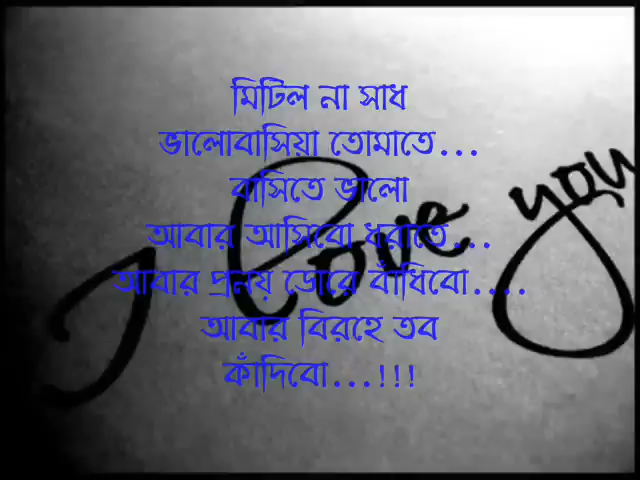 মিটিল না সাধ
ভালোবাসিয়া তোমাতে...
বাসিতে ভালো
আবার আসিবো ধরাতে...
আবার প্রনয় ডোরে বাঁধিবো....
আবার বিরহে তব
কাঁদিবো...!!!
I love you